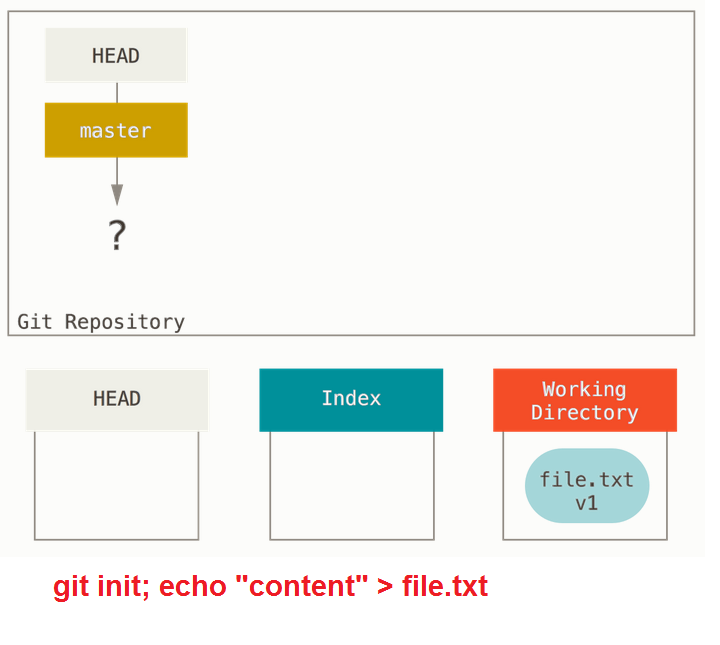 HEAD
master
?
Git Repository
HEAD
Index
Working
Directory
file.txt
v1
git init; echo "content" > file.txt